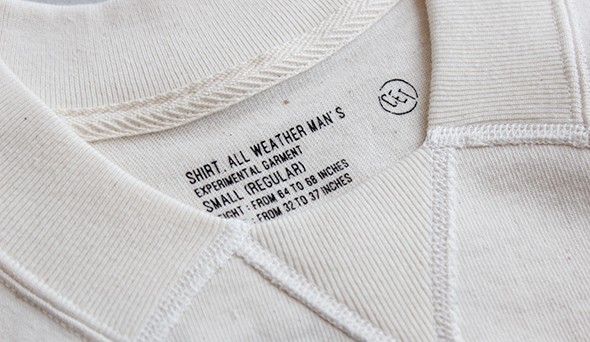 SHIRT. ALL WEATHER MAN'S
EXPERIMENTAL GARMENT
SMALL (REGULAR)
: FROM 64 TO 68 INCHES
: FROM 32 TO 37 INCHES